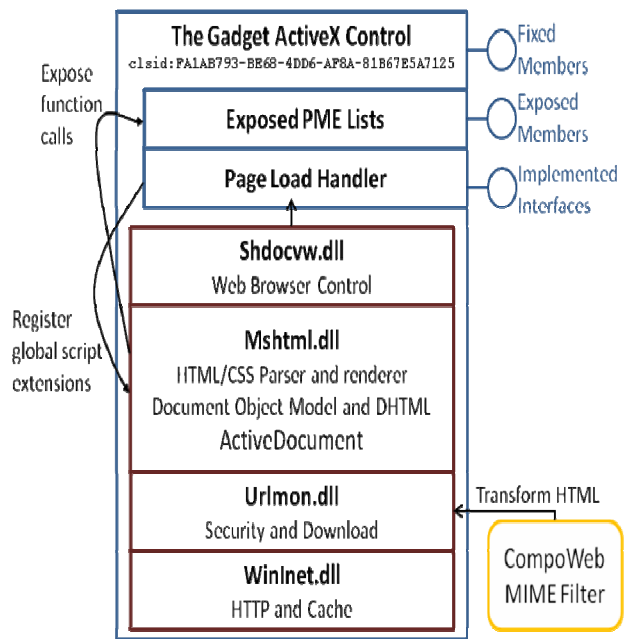 The Gadget ActiveX Control
clsid:FA1AB793-BE68-4DD6-AF8A-81B67E5A7125
Fixed
Members
Expose
function
calls
Exposed PME Lists
Exposed
Members
Page Load Handler
Implemented
Interfaces
Shdocvw.dll
Web Browser Control
Register
global script
extensions
Mshtml.dll
HTML/CSS Parser and renderer
Document Object Model and DHTML
ActiveDocument
Urlmon.dll
Security and Download
Transform HTML
CompoWeb
MIME Filter
WinInet.dll
HTTP and Cache